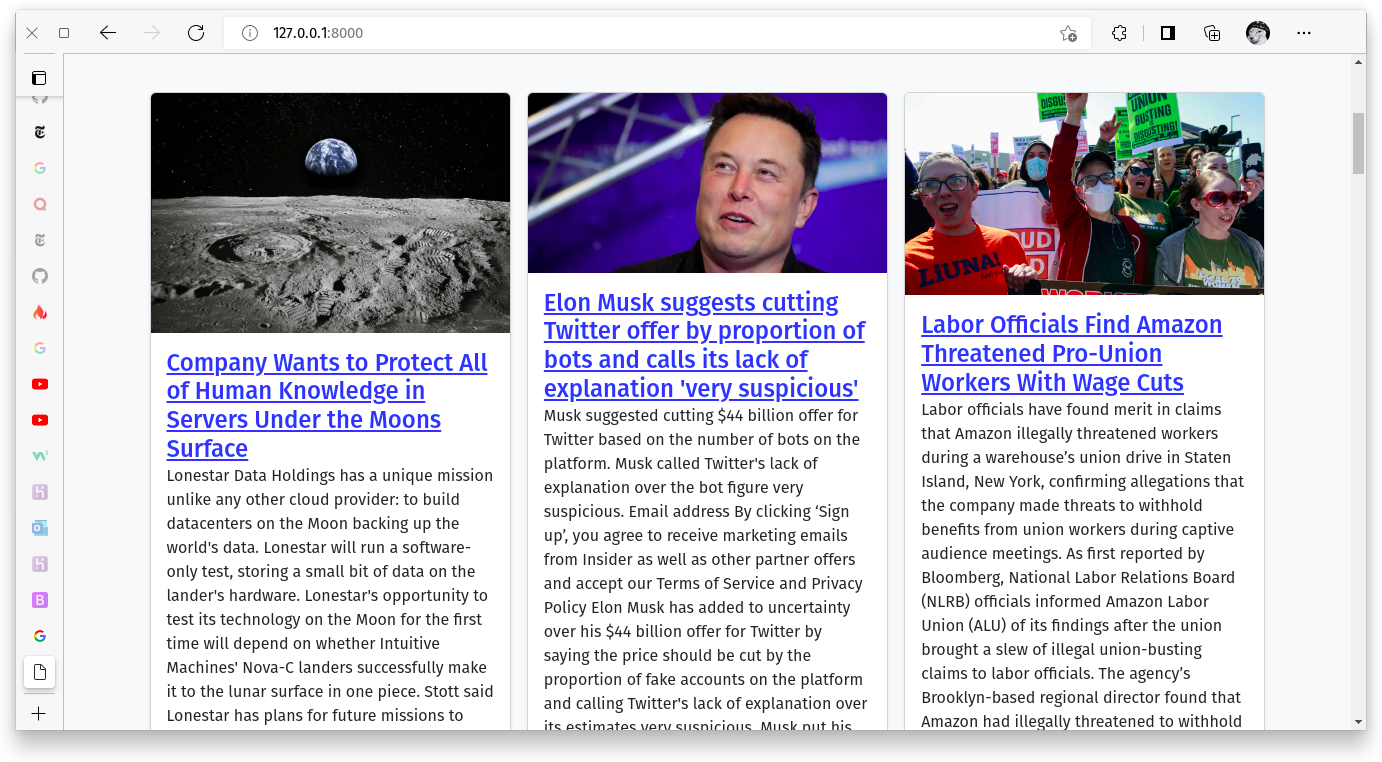 127.0.0.1:8000
Company Wants to Protect All
of Human Knowledge in
Servers Under the Moons
Surface
Lonestar Data Holdings has a unique mission
unlike any other cloud provider: to build
datacenters on the Moon backing up the
world's data. Lonestar will run a software-
only test, storing a small bit of data on the
lander's hardware. Lonestar's opportunity to
test its technology on the Moon for the first
time will depend on whether Intuitive
Machines' Nova-C landers successfully make
it to the lunar surface in one piece. Stott said
Lonestar has plans for future missions to
Elon Musk suggests cutting
Twitter offer by proportion of
bots and calls its lack of
explanation 'very suspicious'
Musk suggested cutting $44 billion offer for
Twitter based on the number of bots on the
platform. Musk called Twitter's lack of
explanation over the bot figure very
suspicious. Email address By clicking ‘Sign
up’, you agree to receive marketing emails
from Insider as well as other partner offers
and accept our Terms of Service and Privacy
Policy Elon Musk has added to uncertainty
over his $44 billion offer for Twitter by
saying the price should be cut by the
proportion of fake accounts on the platform
and calling Twitter's lack of explanation over
its estimates very suspicious. Musk put his
DISGUS
UNION
BUSTING
IS
DISGUSTING!
LiUNA!
Labor Officials Find Amazon
Threatened Pro-Union
Workers With Wage Cuts
Labor officials have found merit in claims
that Amazon illegally threatened workers
during a warehouse’s union drive in Staten
Island, New York, confirming allegations that
the company made threats to withhold
benefits from union workers during captive
audience meetings. As first reported by
Bloomberg, National Labor Relations Board
(NLRB) officials informed Amazon Labor
Union (ALU) of its findings after the union
brought a slew of illegal union-busting
claims to labor officials. The agency’s
Brooklyn-based regional director found that
Amazon had illegally threatened to withhold